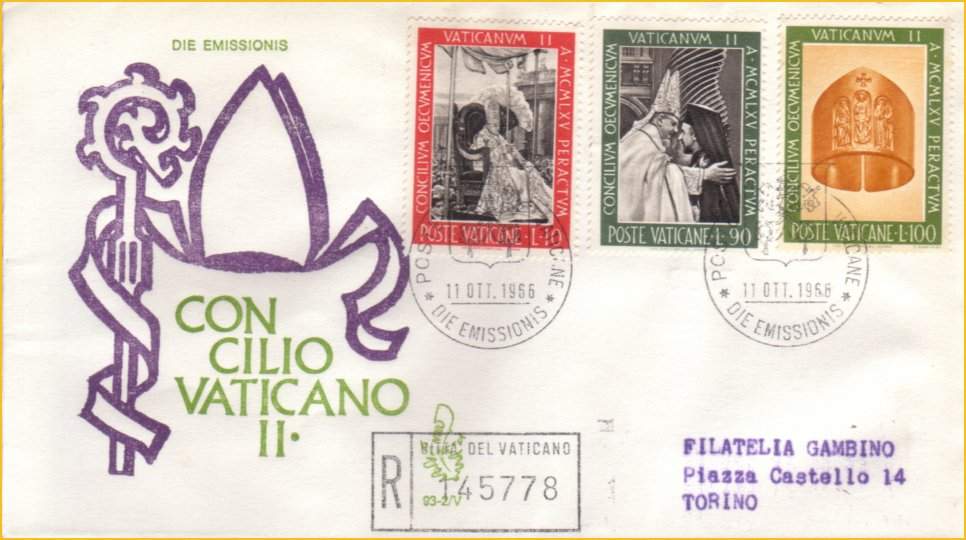 DIE EMISSIONIS
CONCILIVM OECVMENICVM
VATICANVM II
A·MCMLXV PERACTVM
POSTE VATICANE·L·10
CONCILIVM OECVMENICVM
VATICANVM II
A·MCMLXV PERACTVM
POSTE VATICANE·L·90
CONCILIVM OECVMENICVM
VATICANVM II
A·MCMLXV PERACTVM
POSTE VATICANE·L·100
11 OTT. 1966
* DIE EMISSIONIS *
11 OTT. 1966
* DIE EMISSIONIS *
CON
CILIO
VATICANO
II·
R
DEL VATICANO
145778
93-2/V
FILATELIA GAMBINO
Piazza Castello 14
TORINO